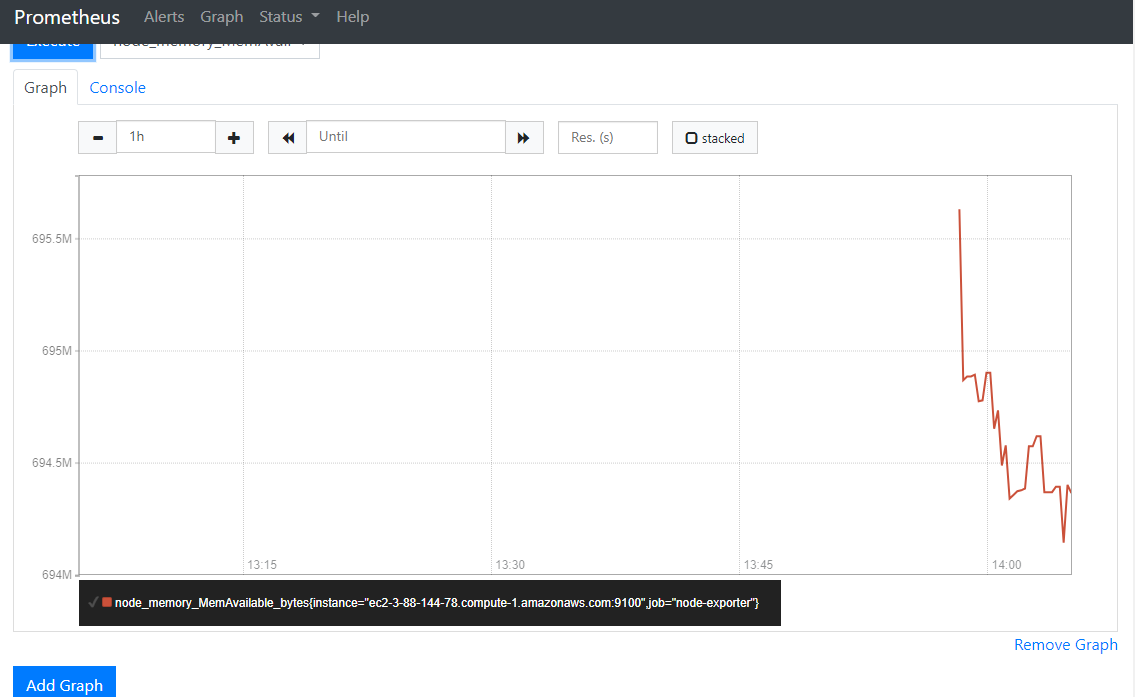 Prometheus Alerts Graph Status Help
Execute node_memory_MemAvail
Graph Console
1h Until Res. (s) stacked
695.5M
695M
694.5M
694M
13:15 13:30 13:45 14:00
node_memory_MemAvailable_bytes{instance="ec2-3-88-144-78.compute-1.amazonaws.com:9100",job="node-exporter"}
Remove Graph
Add Graph